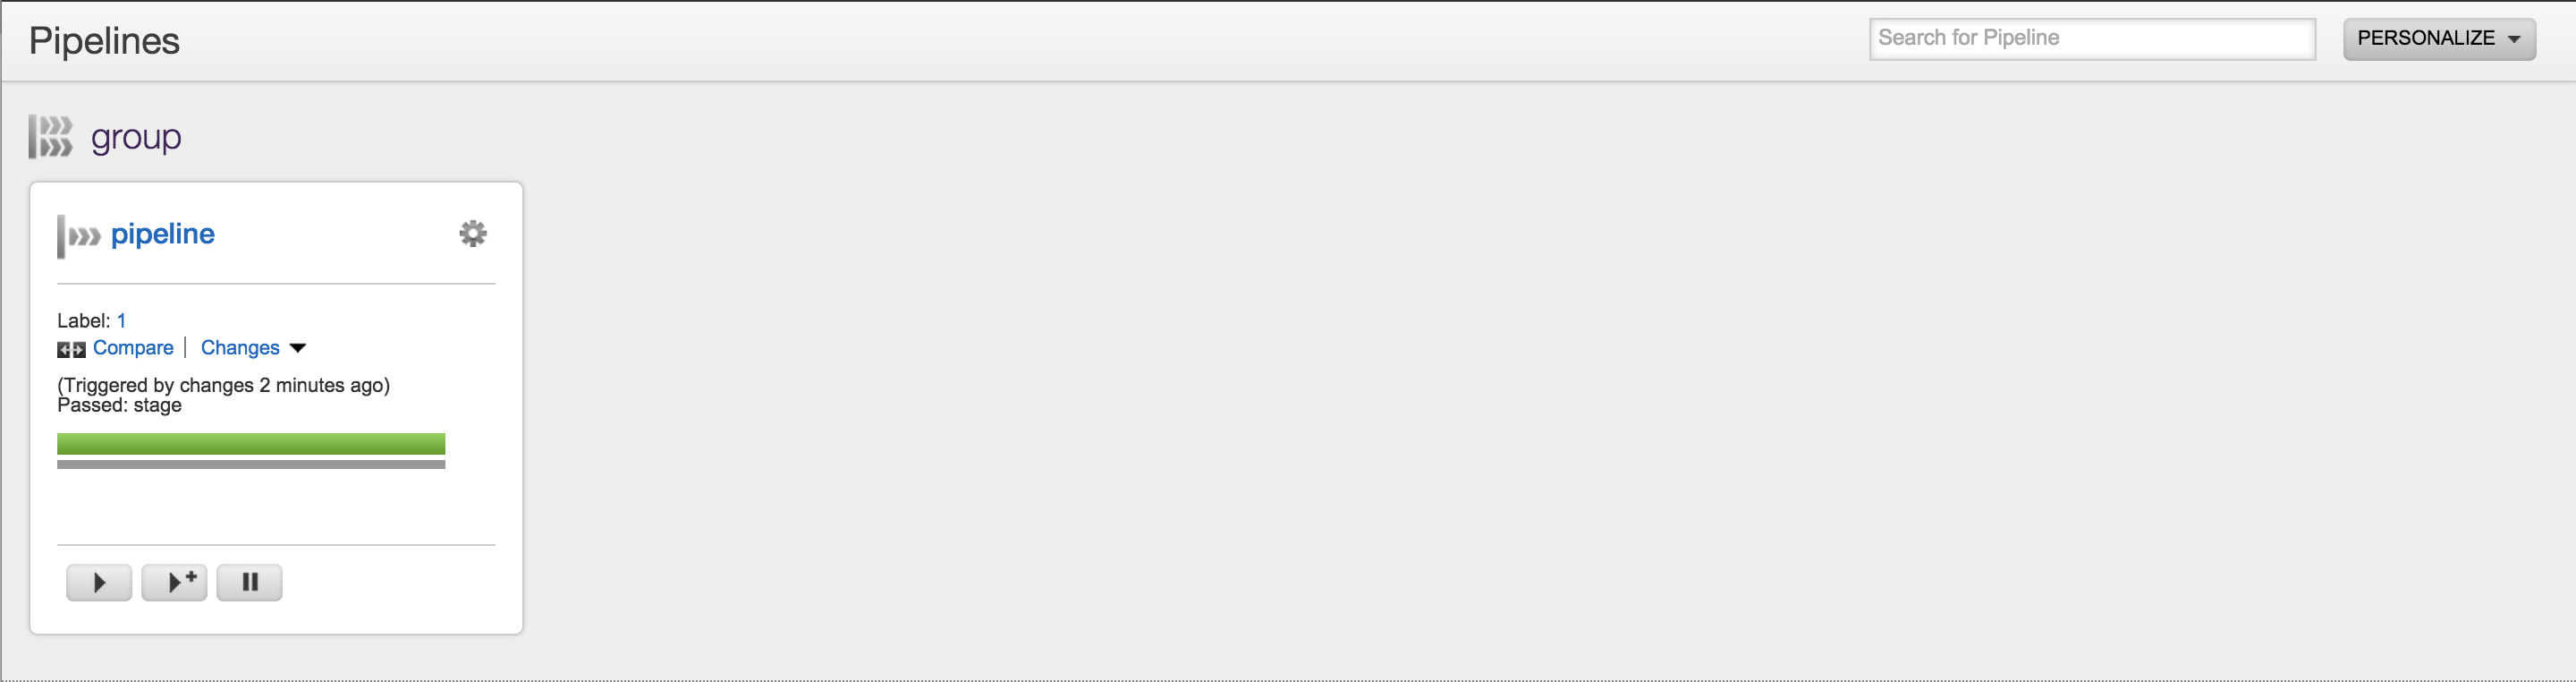 Pipelines
Search for Pipeline
PERSONALIZE
group
pipeline
Label: 1
Compare | Changes
(Triggered by changes 2 minutes ago)
Passed: stage